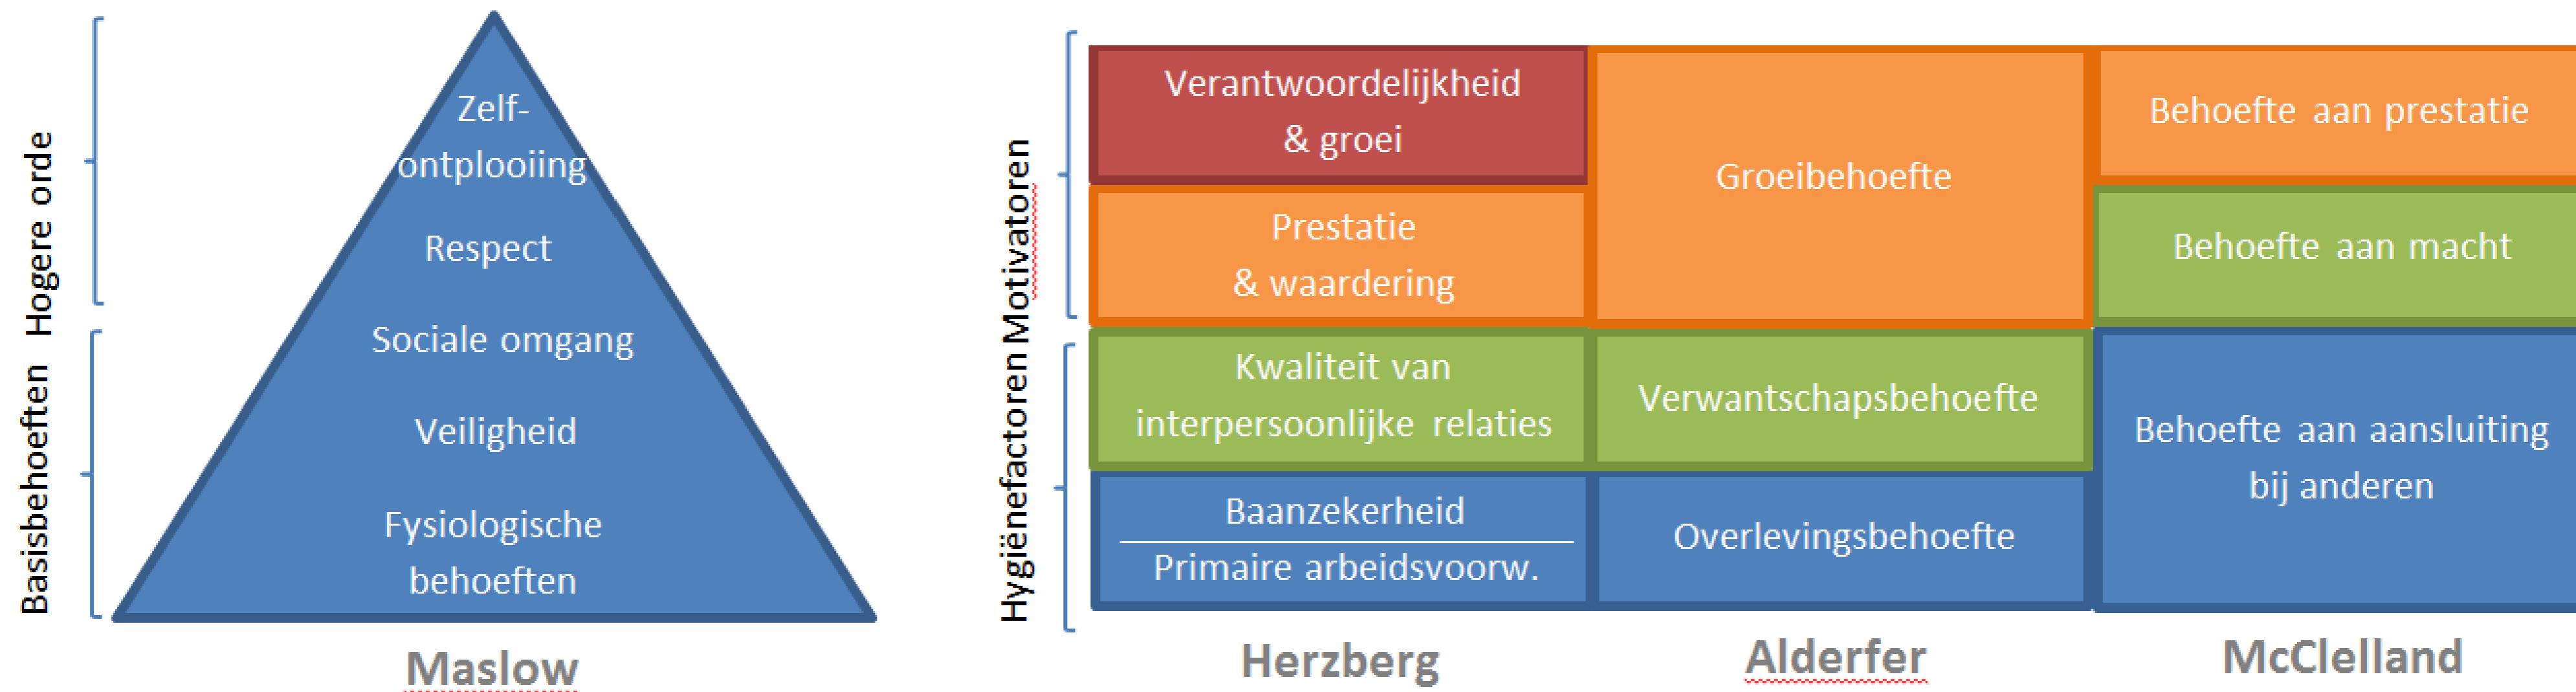 Hogere orde
Basisbehoeften
Zelf-
ontplooiing
Respect
Sociale omgang
Veiligheid
Fysiologische
behoeften
Maslow
Motivatoren
Hygiënefactoren
Verantwoordelijkheid
& groei
Prestatie
& waardering
Kwaliteit van
interpersoonlijke relaties
Baanzekerheid
Primaire arbeidsvoorw.
Herzberg
Groeibehoefte
Verwantschapsbehoefte
Overlevingsbehoefte
Alderfer
Behoefte aan prestatie
Behoefte aan macht
Behoefte aan aansluiting
bij anderen
McClelland